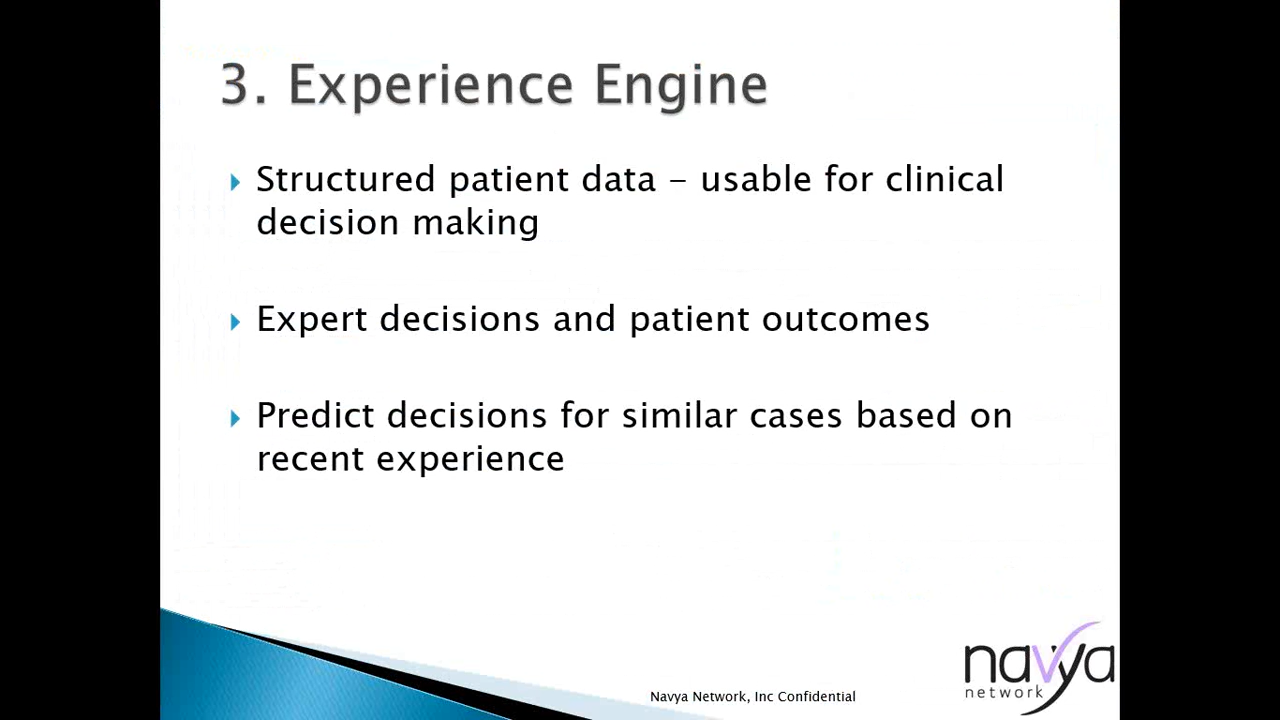 3. Experience Engine
Structured patient data - usable for clinical
decision making
Expert decisions and patient outcomes
Predict decisions for similar cases based on
recent experience
navya
network
Navya Network, Inc Confidential